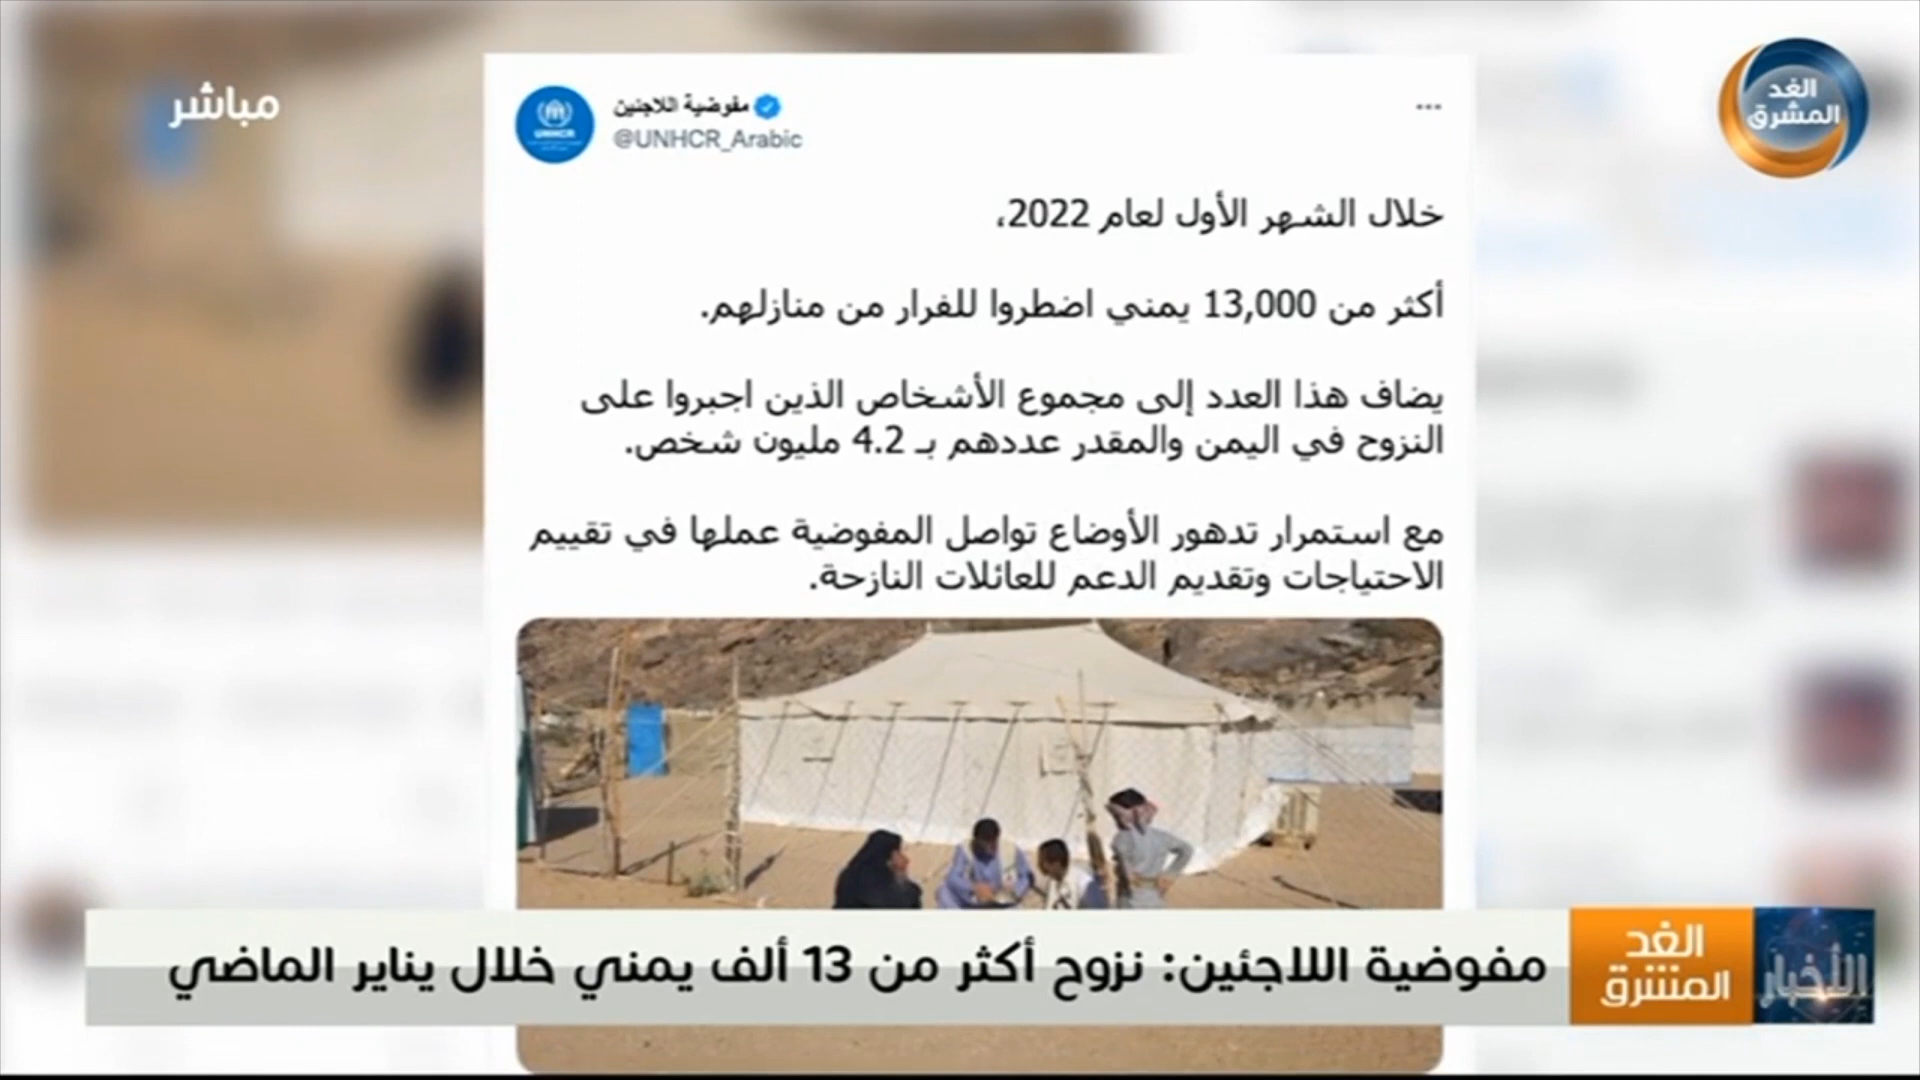 مباشر
الغد
المشرق
مفوضية اللاجئين
@UNHCR_Arabic
UNHCR
خلال الشهر الأول لعام 2022،
أكثر من 13,000 يمني اضطروا للفرار من منازلهم.
يضاف هذا العدد إلى مجموع الأشخاص الذين اجبروا على
النزوح في اليمن والمقدر عددهم بـ 4.2 مليون شخص.
مع استمرار تدهور الأوضاع تواصل المفوضية عملها في تقييم
الاحتياجات وتقديم الدعم للعائلات النازحة.
الأخبار
الغد
المشرق
مفوضية اللاجئين: نزوح أكثر من 13 ألف يمني خلال يناير الماضي